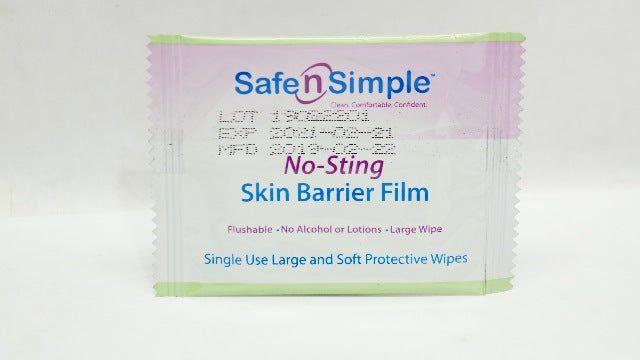 Safe n Simple™
Clean. Comfortable. Confident.
LOT 19022201
EXP 2021-02-21
MFD 2019-02-22
No-Sting
Skin Barrier Film
Flushable • No Alcohol or Lotions • Large Wipe
Single Use Large and Soft Protective Wipes